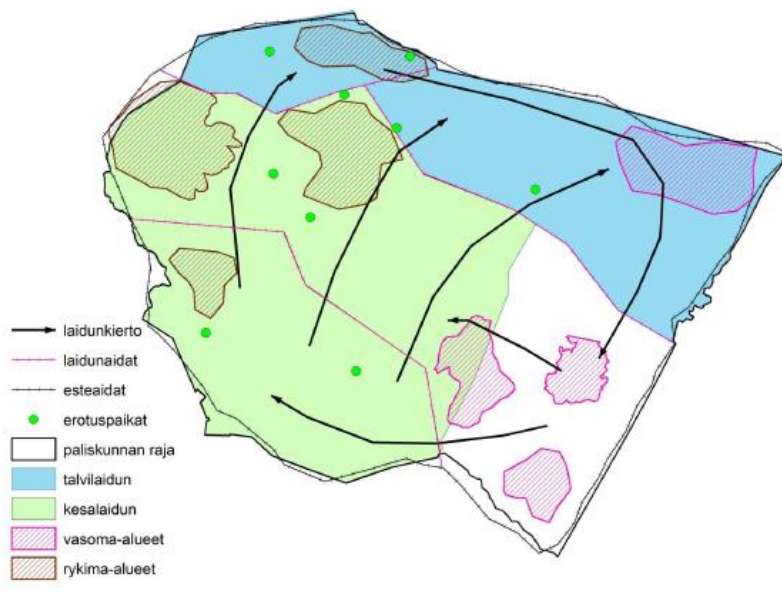 laidunkierto
laidunaidat
esteaidat
erotuspaikat
paliskunnan raja
talvilaidun
kesalaidun
vasoma-alueet
rykima-alueet